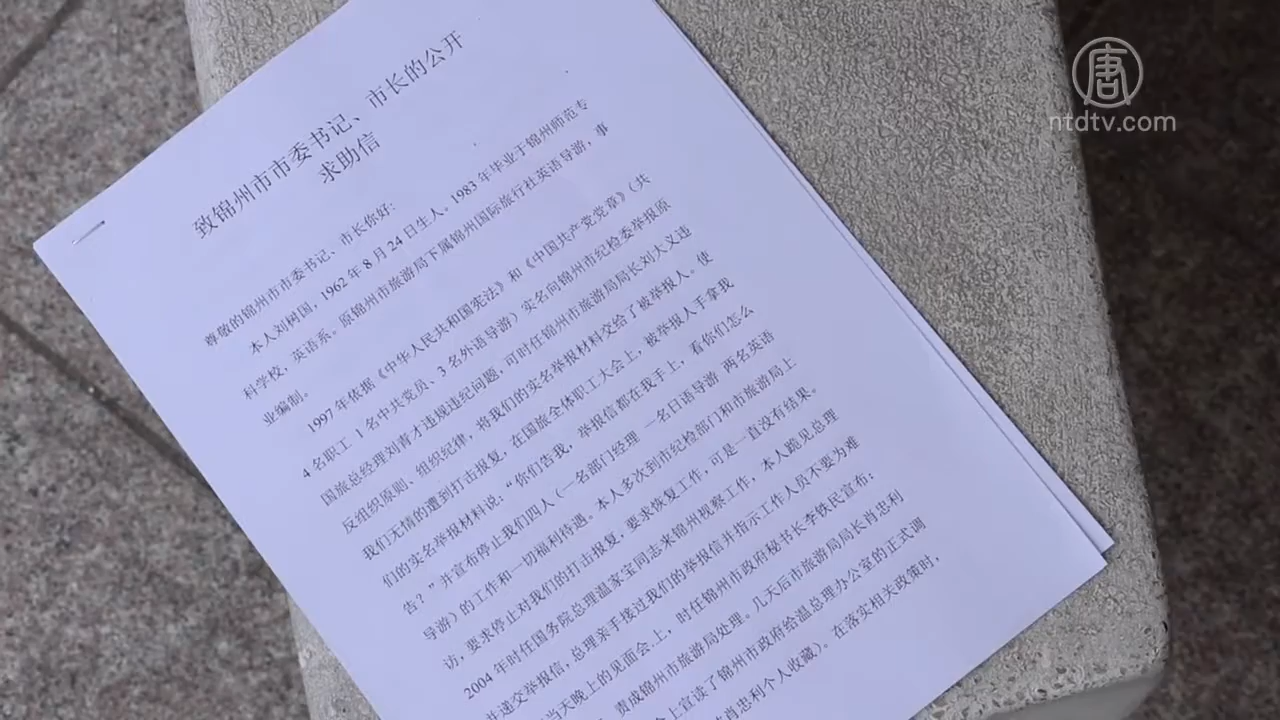 唐
ntdtv.com
致锦州市市委书记、市长的公开
求助信
尊敬的锦州市市委书记、市长你好:
本人刘树国，1962年8月24日生人。1983年毕业于锦州师范专
科学校，英语系。原锦州市旅游局下属锦州国际旅行社英语导游，事
业编制。
1997年依据《中华人民共和国宪法》和《中国共产党党章》（共
4名职工1名中共党员、3名外语导游）实名向锦州市纪检委举报原
国旅总经理刘青才违规违纪问题，可时任锦州市旅游局局长刘大义违
反组织原则、组织纪律，将我们的实名举报材料交给了被举报人。使
我们无情的遭到打击报复，在国旅全体职工大会上，被举报人手拿我
们的实名举报材料说："你们告我，举报信都在我手上，看你们怎么
告？"并宣布停止我们四人（一名部门经理 一名日语导游 两名英语
导游）的工作和一切福利待遇。本人多次到市纪检部门和市旅游局上
访，要求停止对我们的打击报复，要求恢复工作，可是一直没有结果。
2004年时任国务院总理温家宝同志来锦州视察工作，本人跪见总理
并递交举报信，总理亲手接过我们的举报信并指示工作人员不要为难
当天晚上的见面会上，时任锦州市政府秘书长李铁民宣布：
责成锦州市旅游局处理。几天后市旅游局局长肖忠利
会上宣读了锦州市政府给温总理办公室的正式调
肖忠利个人收藏）。在落实相关政策时，